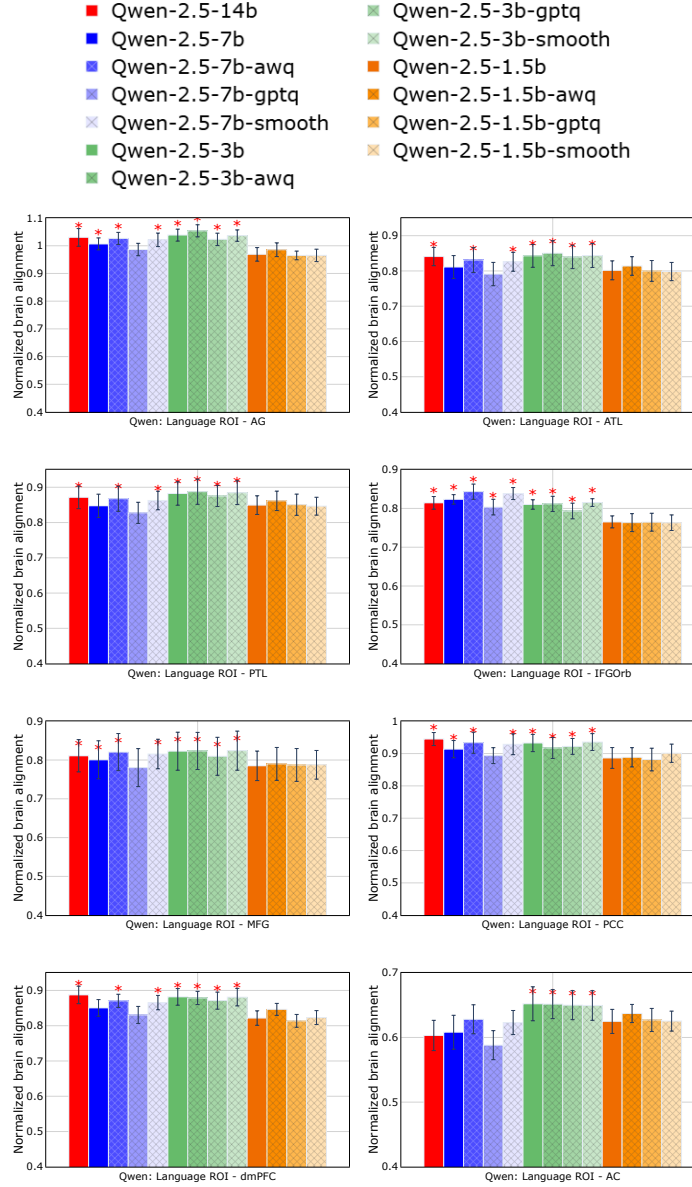 Qwen-2.5-14b
Qwen-2.5-7b
Qwen-2.5-7b-awq
Qwen-2.5-7b-gptq
Qwen-2.5-7b-smooth
Qwen-2.5-3b
Qwen-2.5-3b-awq
Qwen-2.5-3b-gptq
Qwen-2.5-3b-smooth
Qwen-2.5-1.5b
Qwen-2.5-1.5b-awq
Qwen-2.5-1.5b-gptq
Qwen-2.5-1.5b-smooth
Normalized brain alignment
1.1
1
0.9
0.8
0.7
0.6
0.5
0.4
* * * * * * * *
Qwen: Language ROI - AG
Normalized brain alignment
0.9
0.8
0.7
0.6
0.5
0.4
* * * * * * *
Qwen: Language ROI - ATL
Normalized brain alignment
0.9
0.8
0.7
0.6
0.5
0.4
* * * * * * *
Qwen: Language ROI - PTL
Normalized brain alignment
0.9
0.8
0.7
0.6
0.5
0.4
* * * * * * * * *
Qwen: Language ROI - IFGOrb
Normalized brain alignment
0.9
0.8
0.7
0.6
0.5
0.4
* * * * * * * *
Qwen: Language ROI - MFG
Normalized brain alignment
1
0.9
0.8
0.7
0.6
0.5
0.4
* * * * * * * *
Qwen: Language ROI - PCC
Normalized brain alignment
0.9
0.8
0.7
0.6
0.5
0.4
* * * * * * *
Qwen: Language ROI - dmPFC
Normalized brain alignment
0.7
0.6
0.5
0.4
* * * *
Qwen: Language ROI - AC